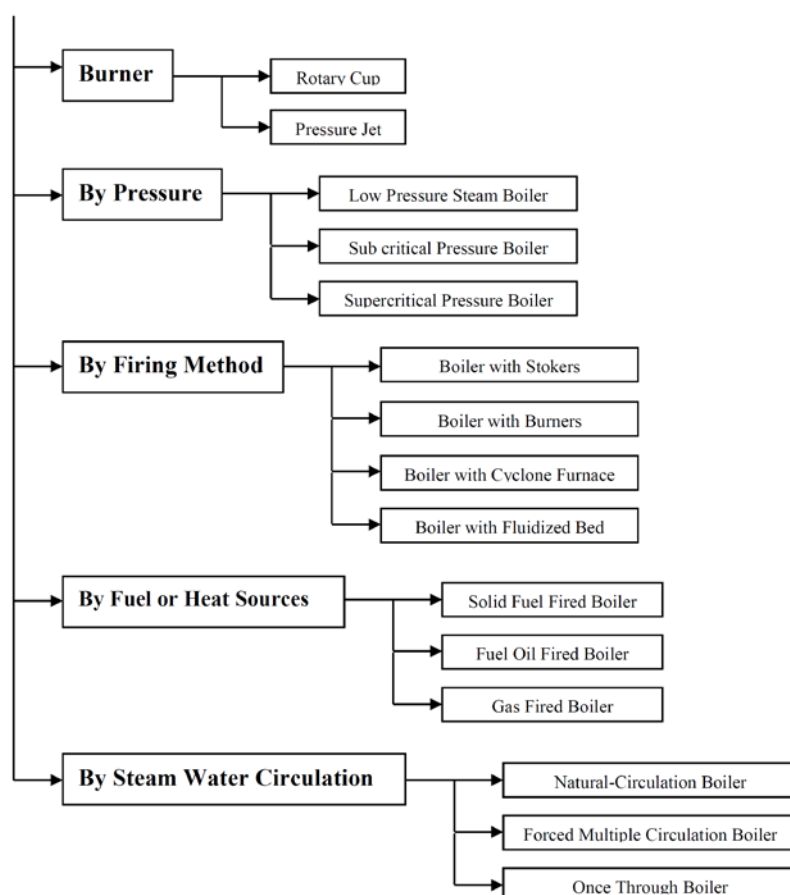 Burner
Rotary Cup
Pressure Jet
By Pressure
Low Pressure Steam Boiler
Sub critical Pressure Boiler
Supercritical Pressure Boiler
By Firing Method
Boiler with Stokers
Boiler with Burners
Boiler with Cyclone Furnace
Boiler with Fluidized Bed
By Fuel or Heat Sources
Solid Fuel Fired Boiler
Fuel Oil Fired Boiler
Gas Fired Boiler
By Steam Water Circulation
Natural-Circulation Boiler
Forced Multiple Circulation Boiler
Once Through Boiler